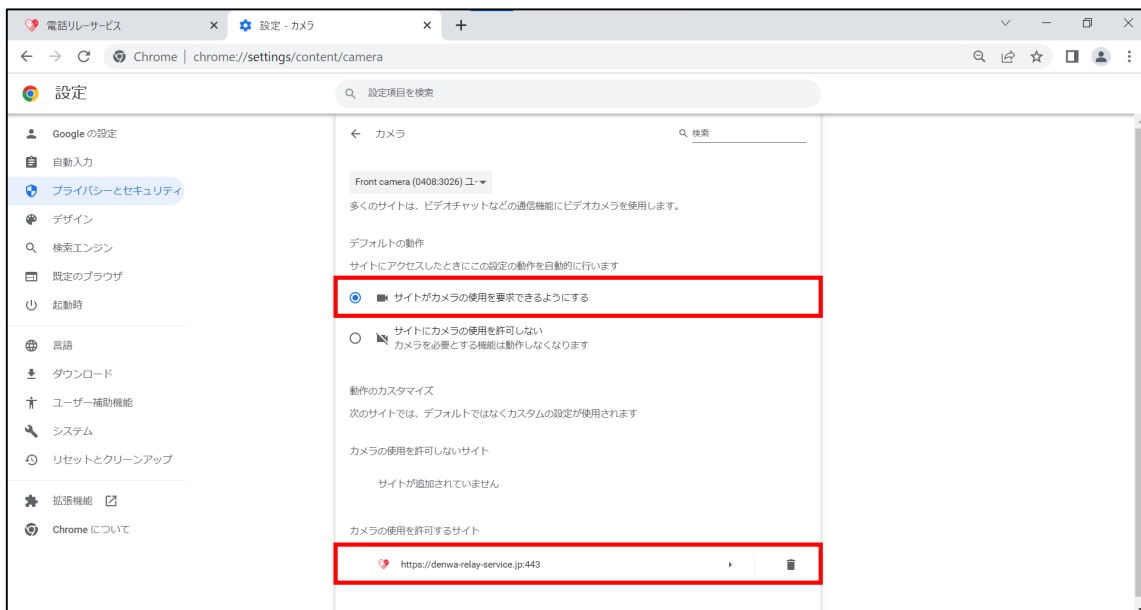 電話リレーサービス
設定 - カメラ
Chrome | chrome://settings/content/camera
設定
設定項目を検索
Google の設定
自動入力
プライバシーとセキュリティ
デザイン
検索エンジン
既定のブラウザ
起動時
言語
ダウンロード
ユーザー補助機能
システム
リセットとクリーンアップ
拡張機能
Chrome について
カメラ
検索
Front camera (0408:3026) ユ-
多くのサイトは、ビデオチャットなどの通信機能にビデオカメラを使用します。
デフォルトの動作
サイトにアクセスしたときにこの設定の動作を自動的に行います
サイトがカメラの使用を要求できるようにする
サイトにカメラの使用を許可しない
カメラを必要とする機能は動作しなくなります
動作のカスタマイズ
次のサイトでは、デフォルトではなくカスタムの設定が使用されます
カメラの使用を許可しないサイト
サイトが追加されていません
カメラの使用を許可するサイト
https://denwa-relay-service.jp:443